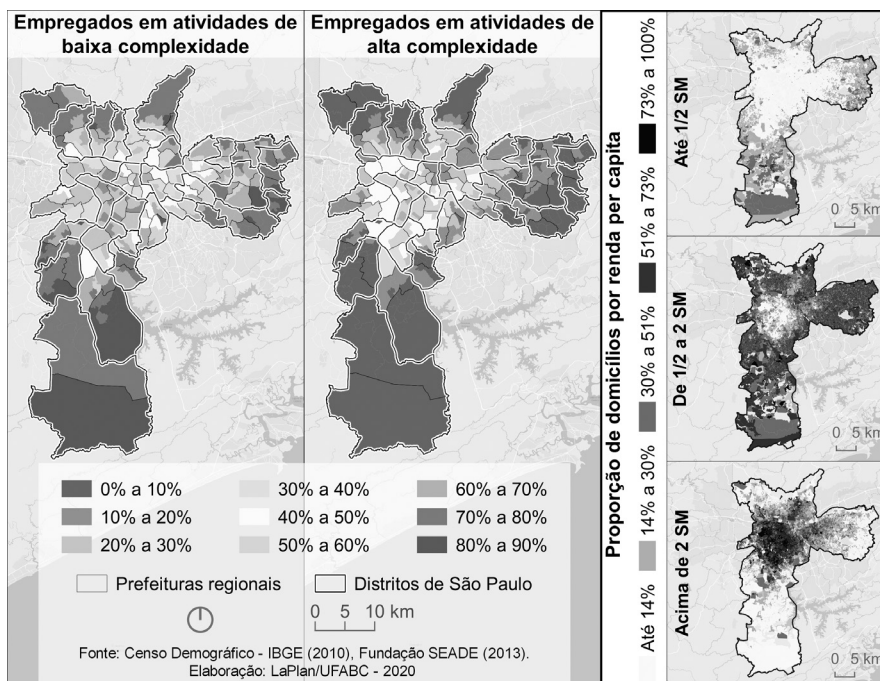 Empregados em atividades de
baixa complexidade
Empregados em atividades de
alta complexidade
0% a 10%
10% a 20%
20% a 30%
30% a 40%
40% a 50%
50% a 60%
60% a 70%
70% a 80%
80% a 90%
Prefeituras regionais
Distritos de São Paulo
0 5 10 km
Fonte: Censo Demográfico - IBGE (2010), Fundação SEADE (2013).
Elaboração: LaPlan/UFABC - 2020
Proporção de domicílios por renda per capita
Até 14%
14% a 30%
30% a 51%
51% a 73%
73% a 100%
Até 1/2 SM
0 5 km
De 1/2 a 2 SM
0 5 km
Acima de 2 SM
0 5 km